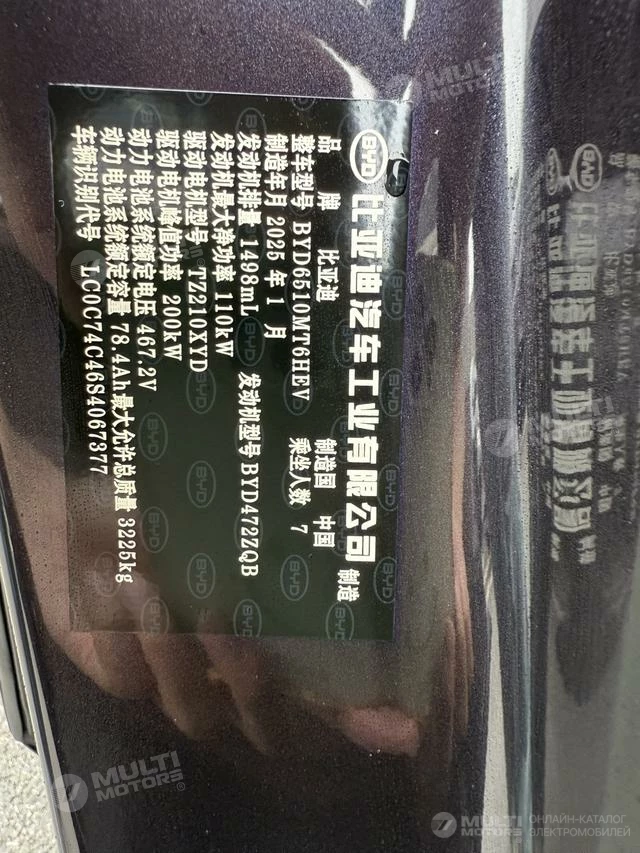 BYD 比亚迪汽车工业有限公司 制造
品 牌 比亚迪 制造国 中国
整车型号 BYD6510MT6HEV 乘坐人数 7
制造年月 2025 年 1 月
发动机排量 1498mL 发动机型号 BYD472ZQB
发动机最大净功率 110kW
驱动电机型号 TZ210XYD
驱动电机峰值功率 200kW
动力电池系统额定电压 467.2V
动力电池系统额定容量 78.4Ah 最大允许总质量 3225kg
车辆识别代号 LC0C74C46S4067377
MULTI MOTORS®
MULTI MOTORS
ОНЛАЙН-КАТАЛОГ
ЭЛЕКТРОМОБИЛЕЙ